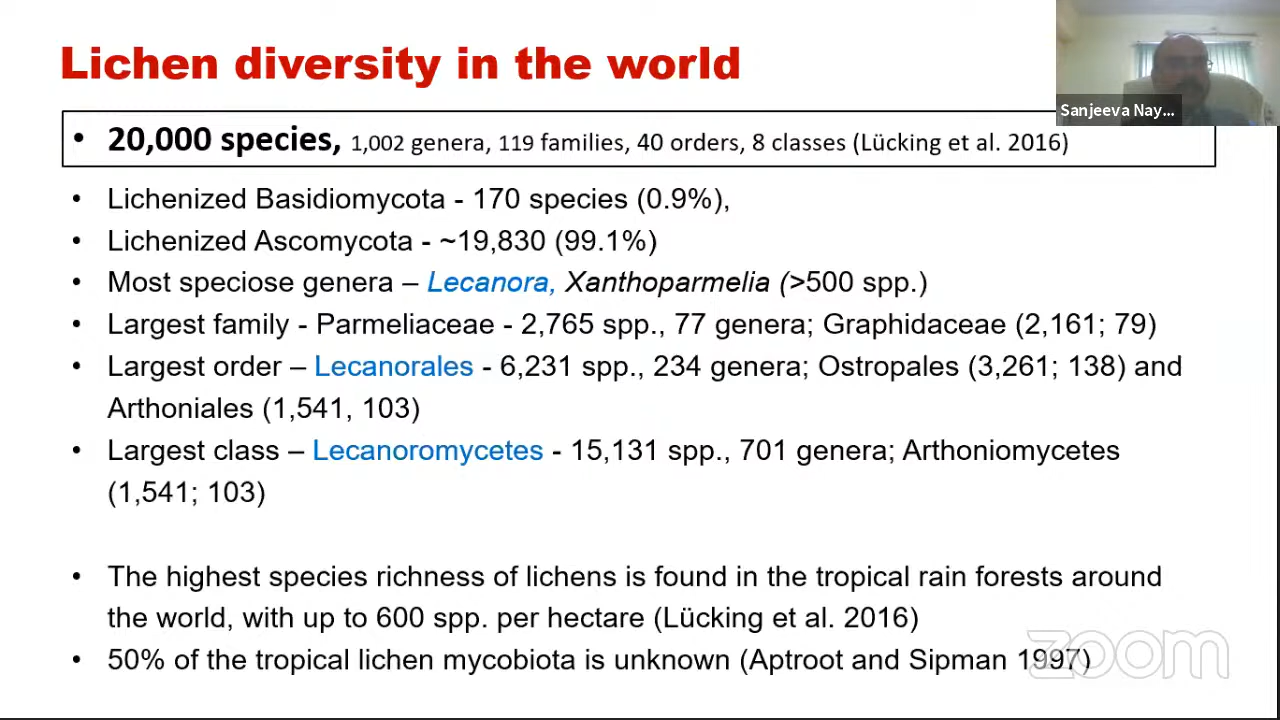 Lichen diversity in the world
Sanjeeva Nay...
• 20,000 species, 1,002 genera, 119 families, 40 orders, 8 classes (Lücking et al. 2016)
• Lichenized Basidiomycota - 170 species (0.9%),
• Lichenized Ascomycota - ~19,830 (99.1%)
• Most speciose genera – Lecanora, Xanthoparmelia (>500 spp.)
• Largest family - Parmeliaceae - 2,765 spp., 77 genera; Graphidaceae (2,161; 79)
• Largest order – Lecanorales - 6,231 spp., 234 genera; Ostropales (3,261; 138) and
Arthoniales (1,541, 103)
• Largest class – Lecanoromycetes - 15,131 spp., 701 genera; Arthoniomycetes
(1,541; 103)
• The highest species richness of lichens is found in the tropical rain forests around
the world, with up to 600 spp. per hectare (Lücking et al. 2016)
• 50% of the tropical lichen mycobiota is unknown (Aptroot and Sipman 1997)
zoom